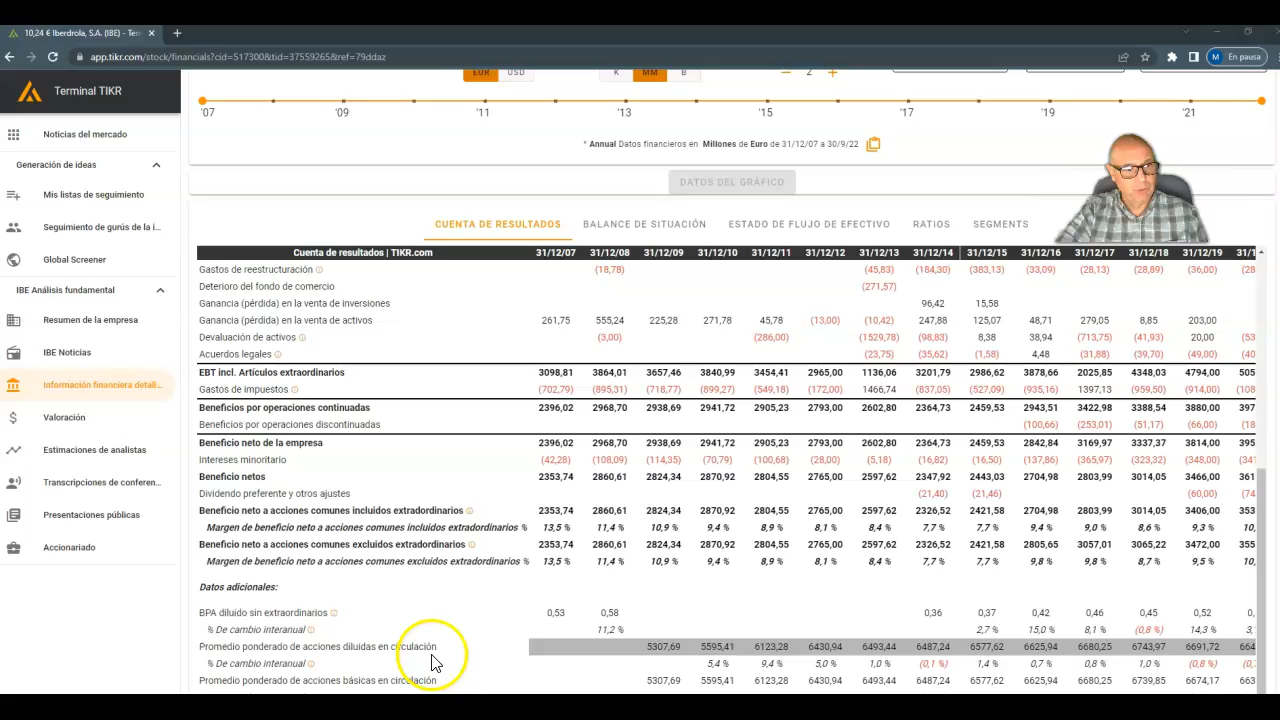 10,24 € Iberdrola, S.A. (IBE) - Ter
app.tikr.com/stock/financials?cid=517300&tid=37559265&ref=79ddaz
M En pausa
Terminal TIKR
Noticias del mercado
Generación de ideas
Mis listas de seguimiento
Seguimiento de gurús de la i...
Global Screener
IBE Análisis fundamental
Resumen de la empresa
IBE Noticias
Información financiera detall...
Valoración
Estimaciones de analistas
Transcripciones de conferen...
Presentaciones públicas
Accionariado
EUR USD K MM B − 2 +
'07 '09 '11 '13 '15 '17 '19 '21
* Annual Datos financieros en Millones de Euro de 31/12/07 a 30/9/22
DATOS DEL GRÁFICO
CUENTA DE RESULTADOS BALANCE DE SITUACIÓN ESTADO DE FLUJO DE EFECTIVO RATIOS SEGMENTS
Cuenta de resultados | TIKR.com 31/12/07 31/12/08 31/12/09 31/12/10 31/12/11 31/12/12 31/12/13 31/12/14 31/12/15 31/12/16 31/12/17 31/12/18 31/12/19 31/1
Gastos de reestructuración (18,78) (45,83) (184,30) (383,13) (33,09) (28,13) (28,89) (36,00) (28
Deterioro del fondo de comercio (271,57)
Ganancia (pérdida) en la venta de inversiones 96,42 15,58
Ganancia (pérdida) en la venta de activos 261,75 555,24 225,28 271,78 45,78 (13,00) (10,42) 247,88 125,07 48,71 279,05 8,85 203,00
Devaluación de activos (3,00) (286,00) (1529,78) (98,83) 8,38 38,94 (713,75) (41,93) 20,00 (53
Acuerdos legales (23,75) (35,62) (1,58) 4,48 (31,88) (39,70) (49,00) (40
EBT incl. Artículos extraordinarios 3098,81 3864,01 3657,46 3840,99 3454,41 2965,00 1136,06 3201,79 2986,62 3878,66 2025,85 4348,03 4794,00 505
Gastos de impuestos (702,79) (895,31) (718,77) (899,27) (549,18) (172,00) 1466,74 (837,05) (527,09) (935,16) 1397,13 (959,50) (914,00) (108
Beneficios por operaciones continuadas 2396,02 2968,70 2938,69 2941,72 2905,23 2793,00 2602,80 2364,73 2459,53 2943,51 3422,98 3388,54 3880,00 397
Beneficios por operaciones discontinuadas (100,66) (253,01) (51,17) (66,00) (18
Beneficio neto de la empresa 2396,02 2968,70 2938,69 2941,72 2905,23 2793,00 2602,80 2364,73 2459,53 2842,84 3169,97 3337,37 3814,00 395
Intereses minoritario (42,28) (108,09) (114,35) (70,79) (100,68) (28,00) (5,18) (16,82) (16,50) (137,86) (365,97) (323,32) (348,00) (341
Beneficio netos 2353,74 2860,61 2824,34 2870,92 2804,55 2765,00 2597,62 2347,92 2443,03 2704,98 2803,99 3014,05 3466,00 361
Dividendo preferente y otros ajustes (21,40) (21,46) (60,00) (74
Beneficio neto a acciones comunes incluidos extradordinarios 2353,74 2860,61 2824,34 2870,92 2804,55 2765,00 2597,62 2326,52 2421,58 2704,98 2803,99 3014,05 3406,00 353
Margen de beneficio neto a acciones comunes incluidos extradordinarios % 13,5 % 11,4 % 10,9 % 9,4 % 8,9 % 8,1 % 8,4 % 7,7 % 7,7 % 9,4 % 9,0 % 8,6 % 9,3 % 10,
Beneficio neto a acciones comunes excluidos extradordinarios 2353,74 2860,61 2824,34 2870,92 2804,55 2765,00 2597,62 2326,52 2421,58 2805,65 3057,01 3065,22 3472,00 355
Margen de beneficio neto a acciones comunes excluidos extradordinarios % 13,5 % 11,4 % 10,9 % 9,4 % 8,9 % 8,1 % 8,4 % 7,7 % 7,7 % 9,8 % 9,8 % 8,7 % 9,5 % 10,
Datos adicionales:
BPA diluido sin extraordinarios 0,53 0,58 0,36 0,37 0,42 0,46 0,45 0,52 0,
% De cambio interanual 11,2 % 2,7 % 15,0 % 8,1 % (0,8 %) 14,3 % 3,
Promedio ponderado de acciones diluidas en circulación 5307,69 5595,41 6123,28 6430,94 6493,44 6487,24 6577,62 6625,94 6680,25 6743,97 6691,72 664
% De cambio interanual 5,4 % 9,4 % 5,0 % 1,0 % (0,1 %) 1,4 % 0,7 % 0,8 % 1,0 % (0,8 %) (0,
Promedio ponderado de acciones básicas en circulación 5307,69 5595,41 6123,28 6430,94 6493,44 6487,24 6577,62 6625,94 6680,25 6739,85 6674,17 663